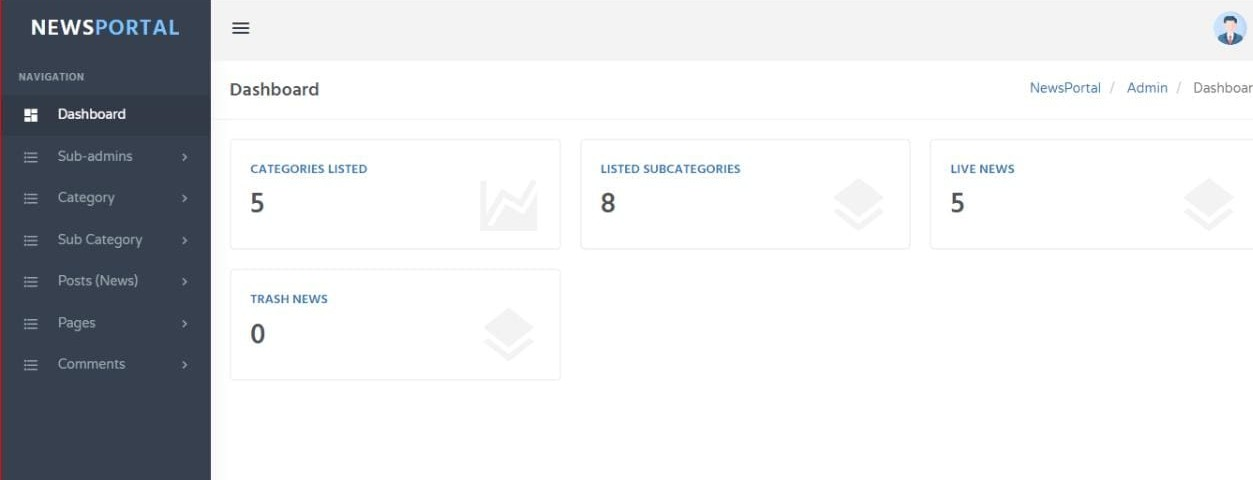 NEWSPORTAL
NAVIGATION
Dashboard
Sub-admins
Category
Sub Category
Posts (News)
Pages
Comments
Dashboard
NewsPortal / Admin / Dashboar
CATEGORIES LISTED
5
LISTED SUBCATEGORIES
8
LIVE NEWS
5
TRASH NEWS
0